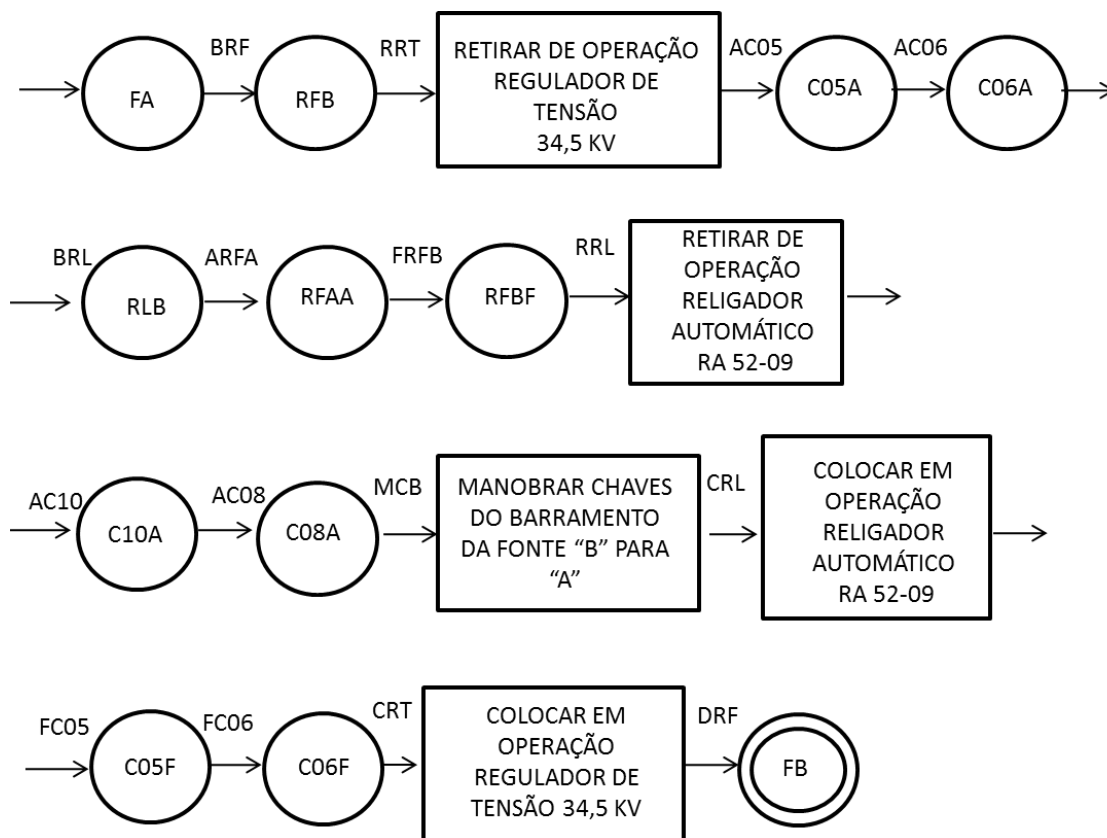 BRF
RRT
RETIRAR DE OPERAÇÃO
REGULADOR DE
TENSÃO
34,5 KV
AC05
AC06
FA
RFB
C05A
C06A
BRL
ARFA
FRFB
RRL
RETIRAR DE
OPERAÇÃO
RELIGADOR
AUTOMÁTICO
RA 52-09
RLB
RFAA
RFBF
AC10
AC08
MCB
MANOBRAR CHAVES
DO BARRAMENTO
DA FONTE “B” PARA
“A”
CRL
COLOCAR EM
OPERAÇÃO
RELIGADOR
AUTOMÁTICO
RA 52-09
C10A
C08A
FC05
FC06
CRT
COLOCAR EM
OPERAÇÃO
REGULADOR DE
TENSÃO 34,5 KV
DRF
C05F
C06F
FB